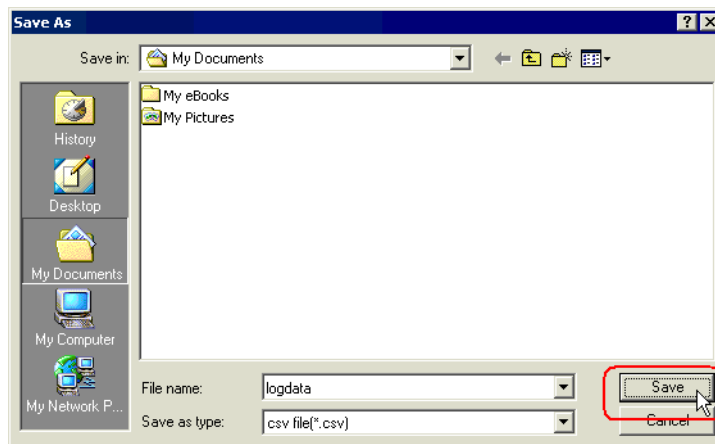 Save As
Save in: My Documents
My eBooks
My Pictures
History
Desktop
My Documents
My Computer
My Network P...
File name: logdata
Save
Save as type: csv file(*.csv)
Cancel